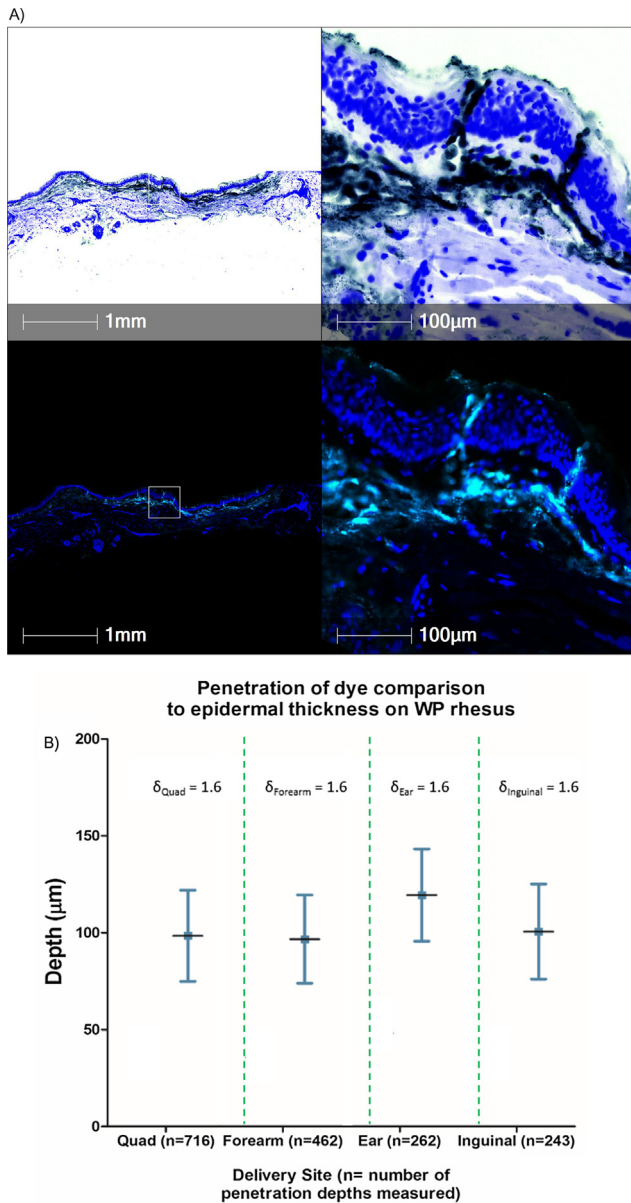 A)
1mm
100μm
1mm
100μm
Penetration of dye comparison
to epidermal thickness on WP rhesus
B)
200
150
100
50
0
Depth (μm)
δQuad = 1.6
δForearm = 1.6
δEar = 1.6
δInguinal = 1.6
Quad (n=716)
Forearm (n=462)
Ear (n=262)
Inguinal (n=243)
Delivery Site (n= number of
penetration depths measured)